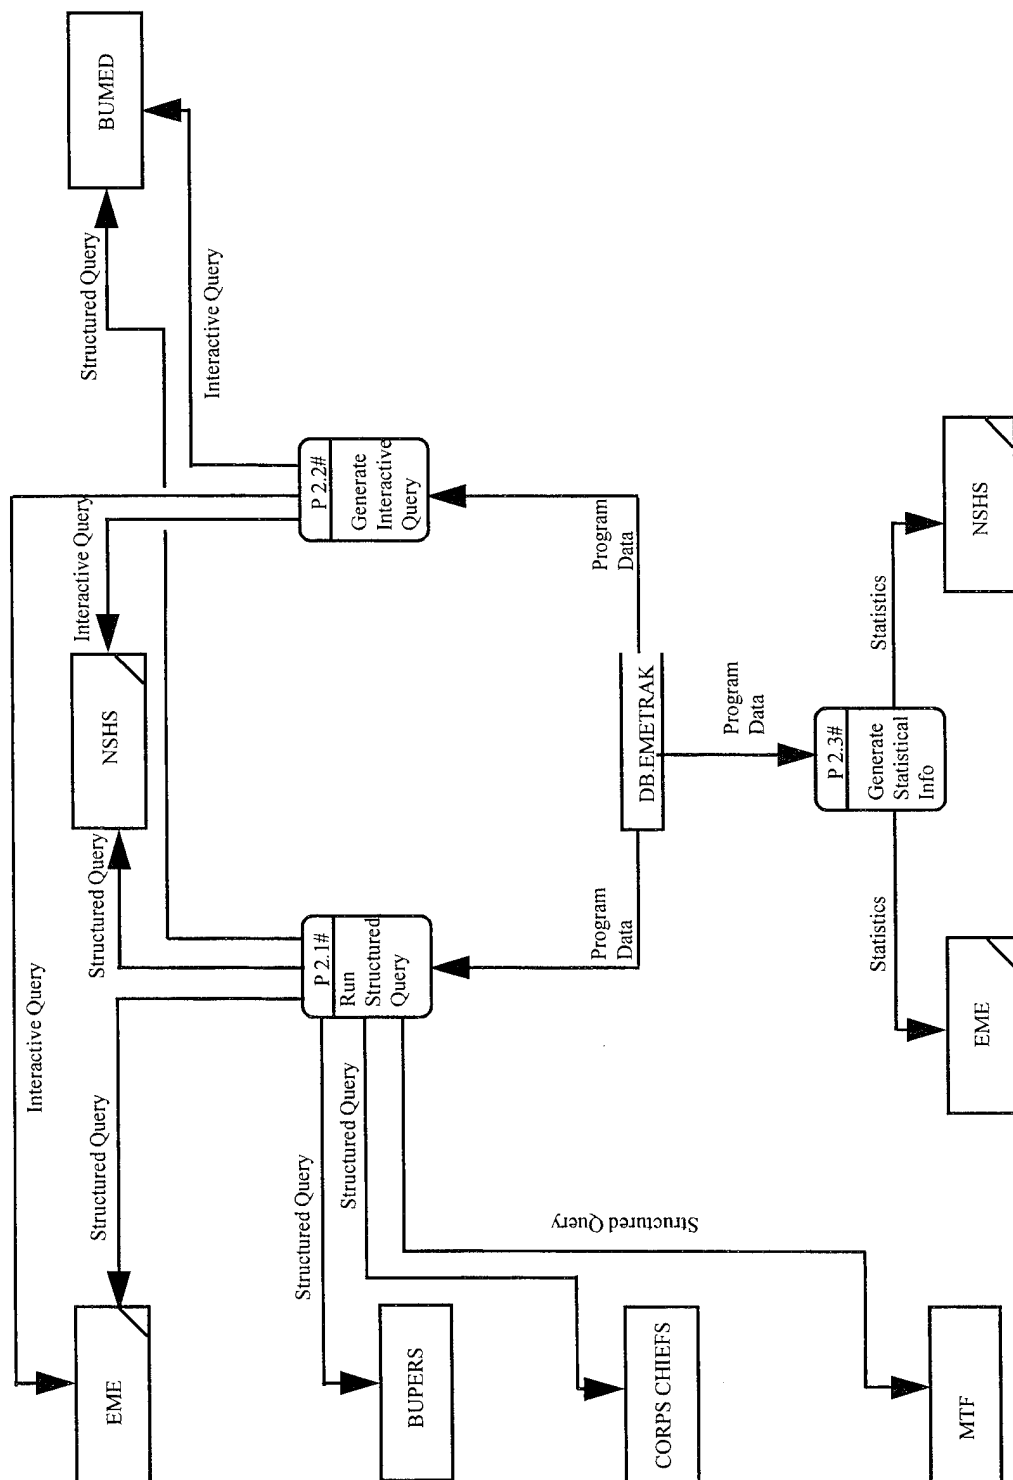 EME
Interactive Query
Structured Query
Structured Query
NSHS
Interactive Query
Structured Query
BUMED
Interactive Query
BUPERS
Structured Query
Structured Query
P 2.1#
Run
Structured
Query
P 2.2#
Generate
Interactive
Query
CORPS CHIEFS
Structured Query
Program
Data
DB.EMETRAK
Program
Data
Program
Data
MTF
P 2.3#
Generate
Statistical
Info
Statistics
Statistics
EME
NSHS